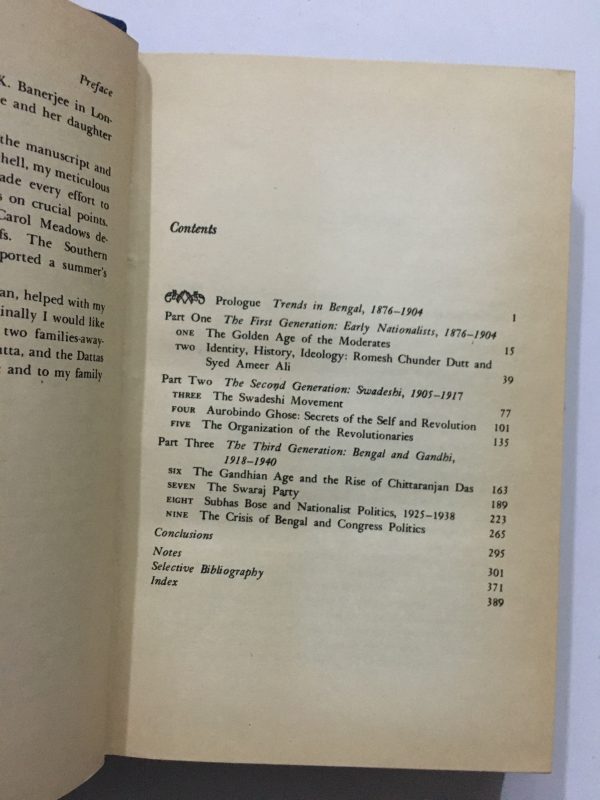 Preface
K. Banerjee in Lon-
e and her daughter
the manuscript and
hell, my meticulous
ade every effort to
s on crucial points.
Carol Meadows de-
fs. The Southern
ported a summer's
an, helped with my
inally I would like
two families-away-
utta, and the Dattas
; and to my family
Contents
Prologue Trends in Bengal, 1876–1904 1
Part One The First Generation: Early Nationalists, 1876–1904
ONE The Golden Age of the Moderates 15
TWO Identity, History, Ideology: Romesh Chunder Dutt and
Syed Ameer Ali 39
Part Two The Second Generation: Swadeshi, 1905–1917
THREE The Swadeshi Movement 77
FOUR Aurobindo Ghose: Secrets of the Self and Revolution 101
FIVE The Organization of the Revolutionaries 135
Part Three The Third Generation: Bengal and Gandhi,
1918–1940
SIX The Gandhian Age and the Rise of Chittaranjan Das 163
SEVEN The Swaraj Party 189
EIGHT Subhas Bose and Nationalist Politics, 1925–1938 223
NINE The Crisis of Bengal and Congress Politics 265
Conclusions 295
Notes 301
Selective Bibliography 371
Index 389